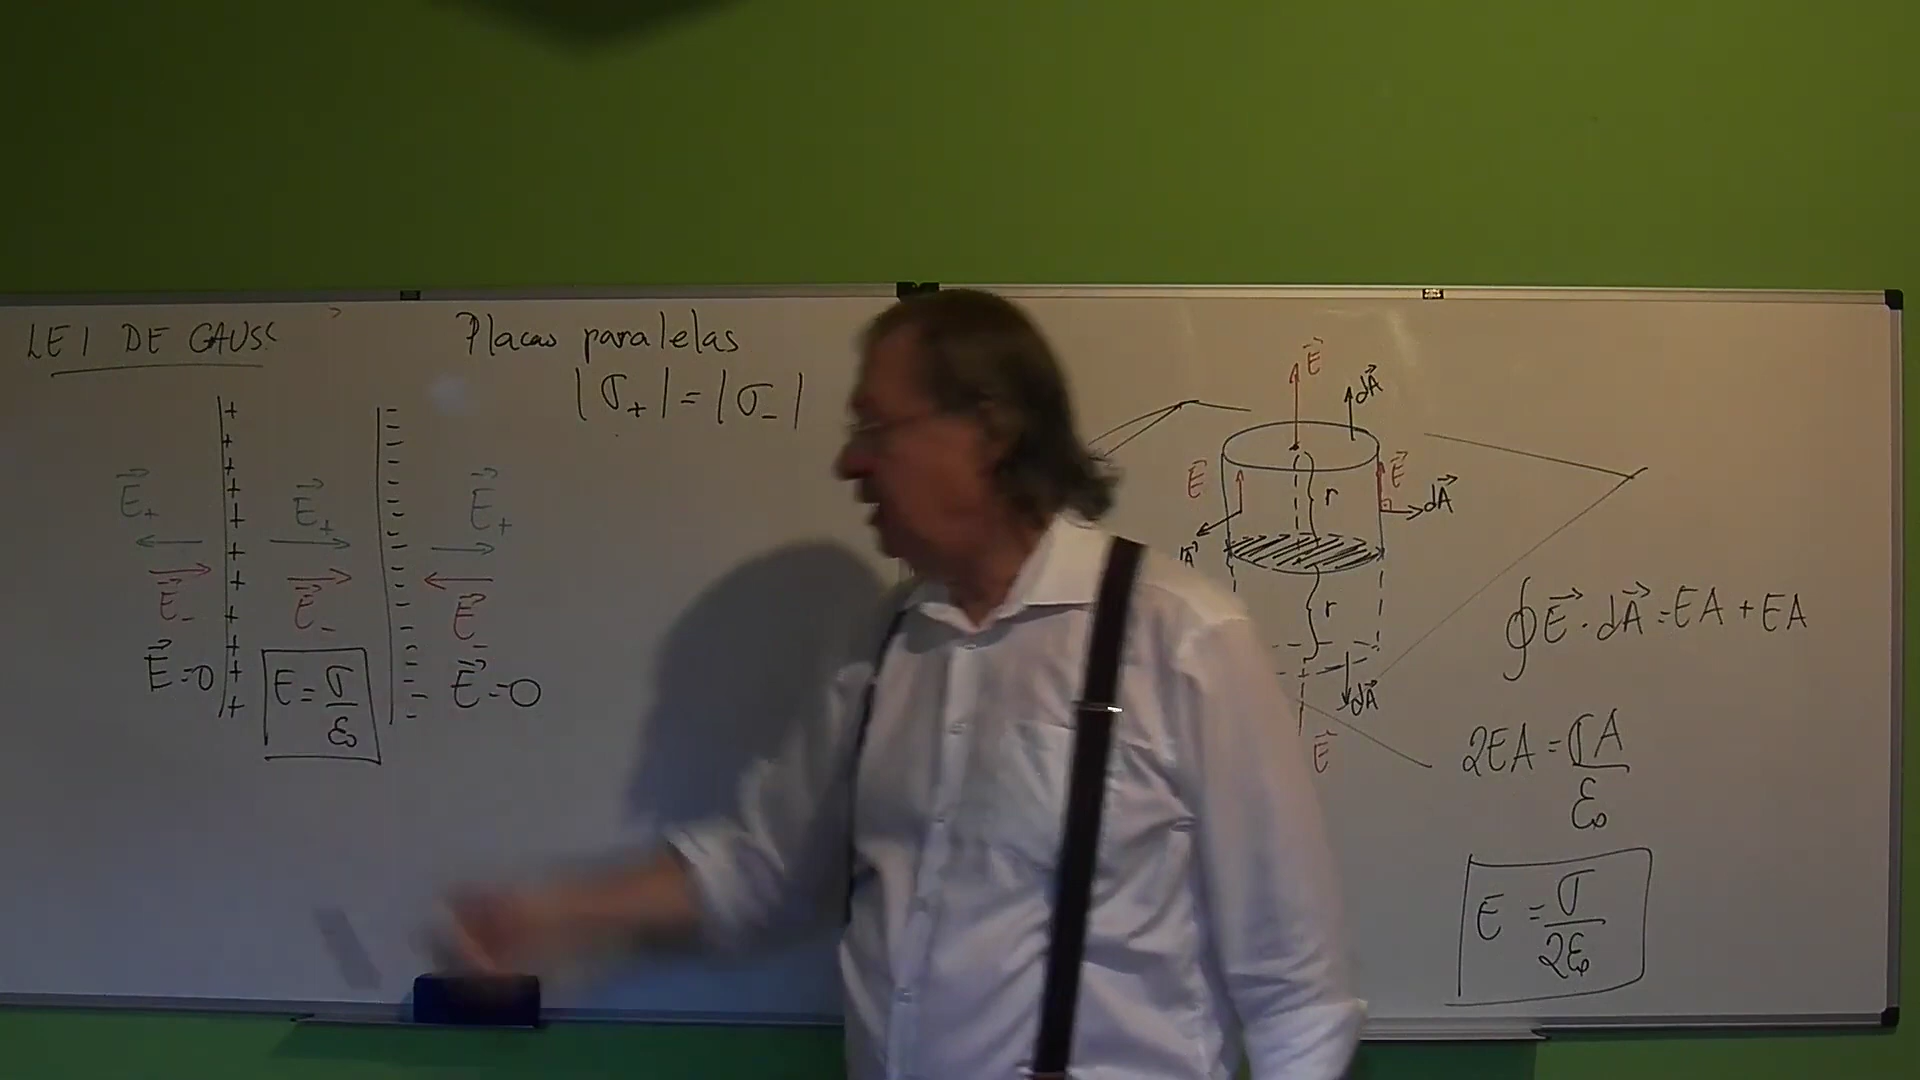 LEI DE GAUSS
Placas paralelas
|σ₊| = |σ₋|
+ + + + + + + + + + + +
E⃗₊ E⃗₊ E⃗₊
E⃗₋ E⃗₋ E⃗₋
E⃗=0 E = σ/ε₀ E⃗=0
E⃗ dA⃗
E E⃗
r dA⃗
A⃗
r
dA⃗
E⃗
∮E⃗ · dA⃗ = EA + EA
2EA = σA/ε₀
E = σ/2ε₀